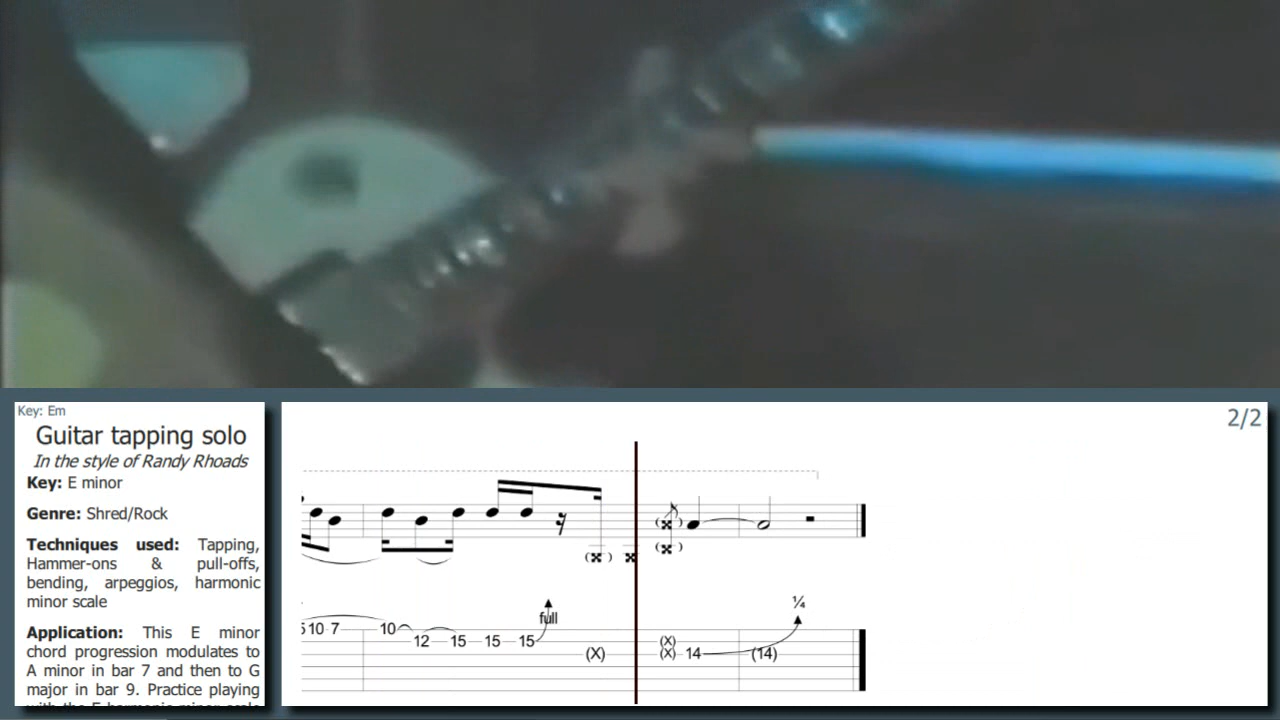 Key: Em
Guitar tapping solo
In the style of Randy Rhoads
Key: E minor
Genre: Shred/Rock
Techniques used: Tapping,
Hammer-ons & pull-offs,
bending, arpeggios, harmonic
minor scale
Application: This E minor
chord progression modulates to
A minor in bar 7 and then to G
major in bar 9. Practice playing
2/2
full
1/4
10 7 10 12 15 15 15 (X) (X) (X) 14 (14)